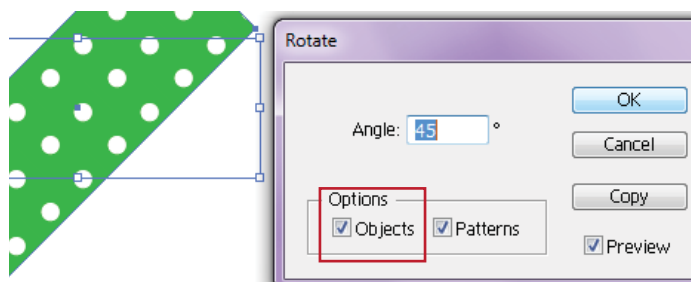 Rotate
OK
Angle: 45 °
Cancel
Options
Copy
Objects Patterns
Preview